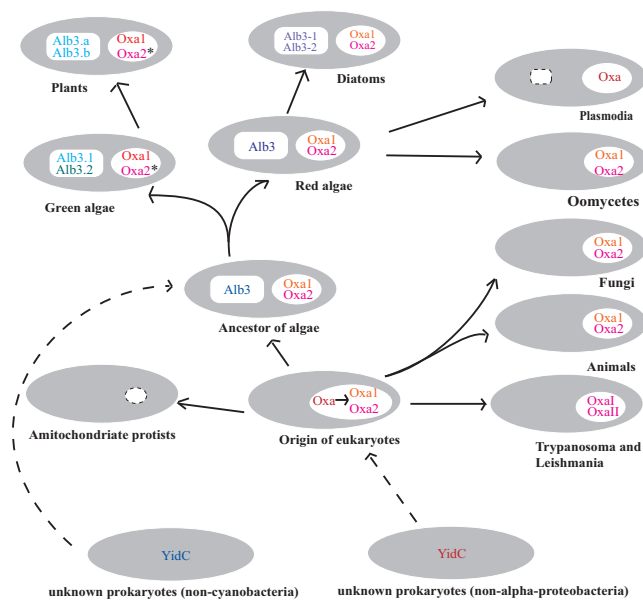 Alb3.a
Alb3.b
Oxa1
Oxa2*
Plants
Alb3-1
Alb3-2
Oxa1
Oxa2
Diatoms
Oxa
Plasmodia
Alb3.1
Alb3.2
Oxa1
Oxa2*
Green algae
Alb3
Oxa1
Oxa2
Red algae
Oxa1
Oxa2
Oomycetes
Alb3
Oxa1
Oxa2
Ancestor of algae
Oxa1
Oxa2
Fungi
Oxa1
Oxa2
Animals
Amitochondriate protists
Oxa
Oxa1
Oxa2
Origin of eukaryotes
OxaI
OxaII
Trypanosoma and
Leishmania
YidC
unknown prokaryotes (non-cyanobacteria)
YidC
unknown prokaryotes (non-alpha-proteobacteria)